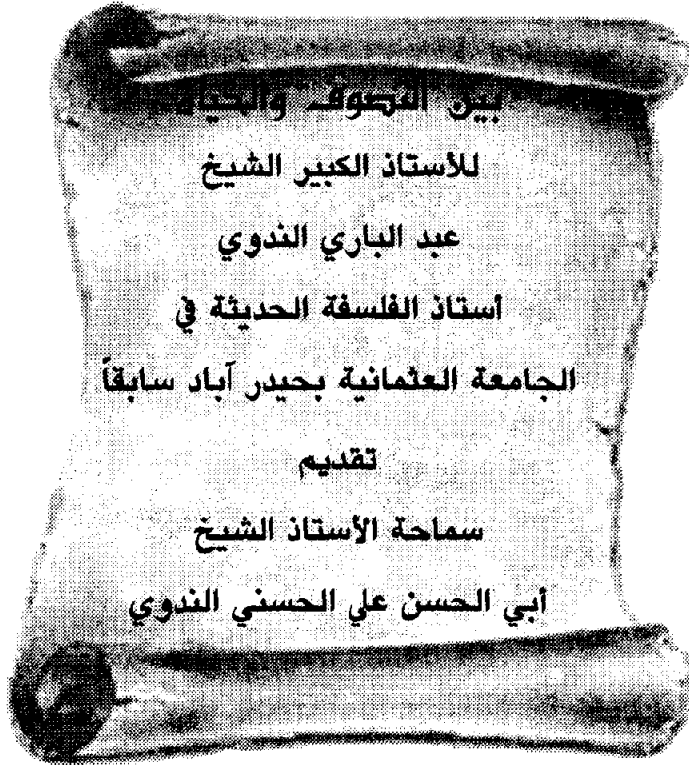 بين التصوف والحياة
للأستاذ الكبير الشيخ
عبد الباري الندوي
أستاذ الفلسفة الحديثة في
الجامعة العثمانية بحيدر آباد سابقاً
تقديم
سماحة الأستاذ الشيخ
أبي الحسن علي الحسني الندوي